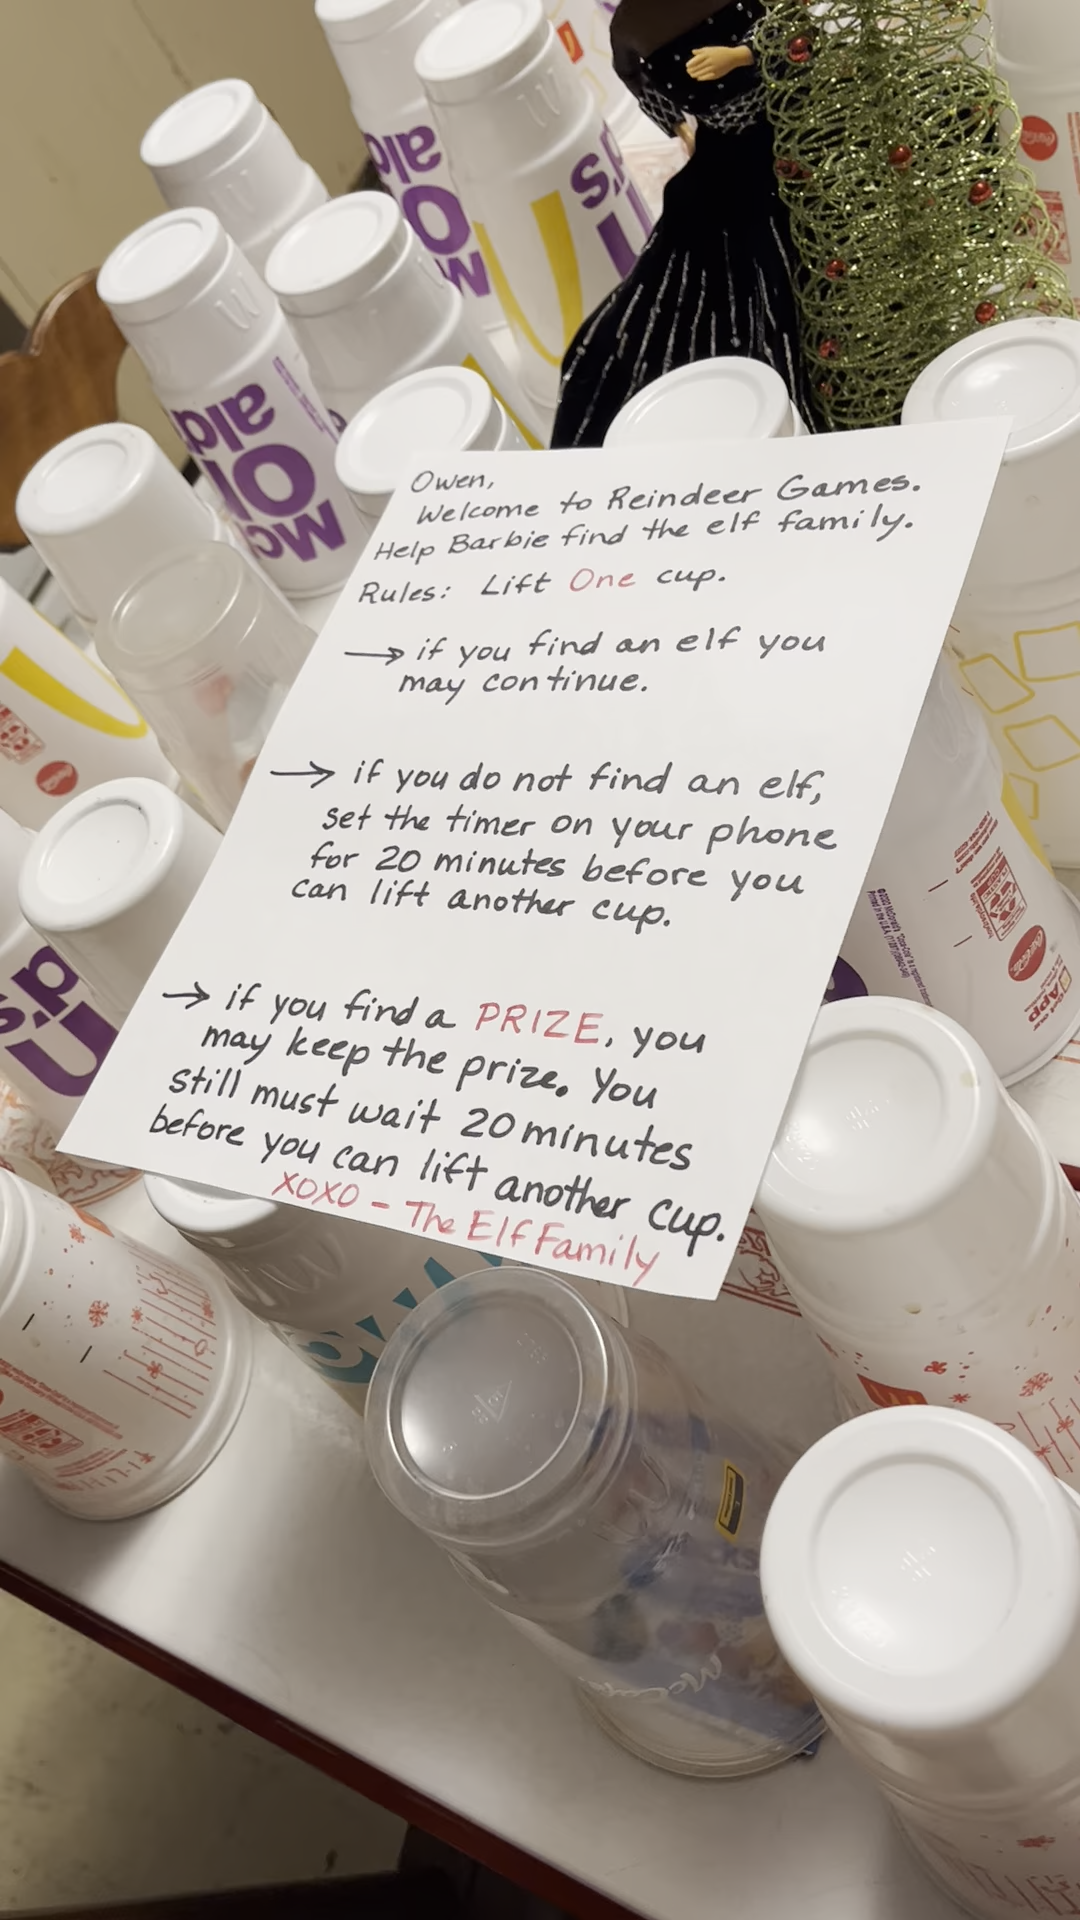 Owen,
Welcome to Reindeer Games.
Help Barbie find the elf family.
Rules: Lift One cup.
→ if you find an elf you
may continue.
→ if you do not find an elf,
set the timer on your phone
for 20 minutes before you
can lift another cup.
→ if you find a PRIZE, you
may keep the prize. You
still must wait 20 minutes
before you can lift another cup.
XOXO - The Elf Family